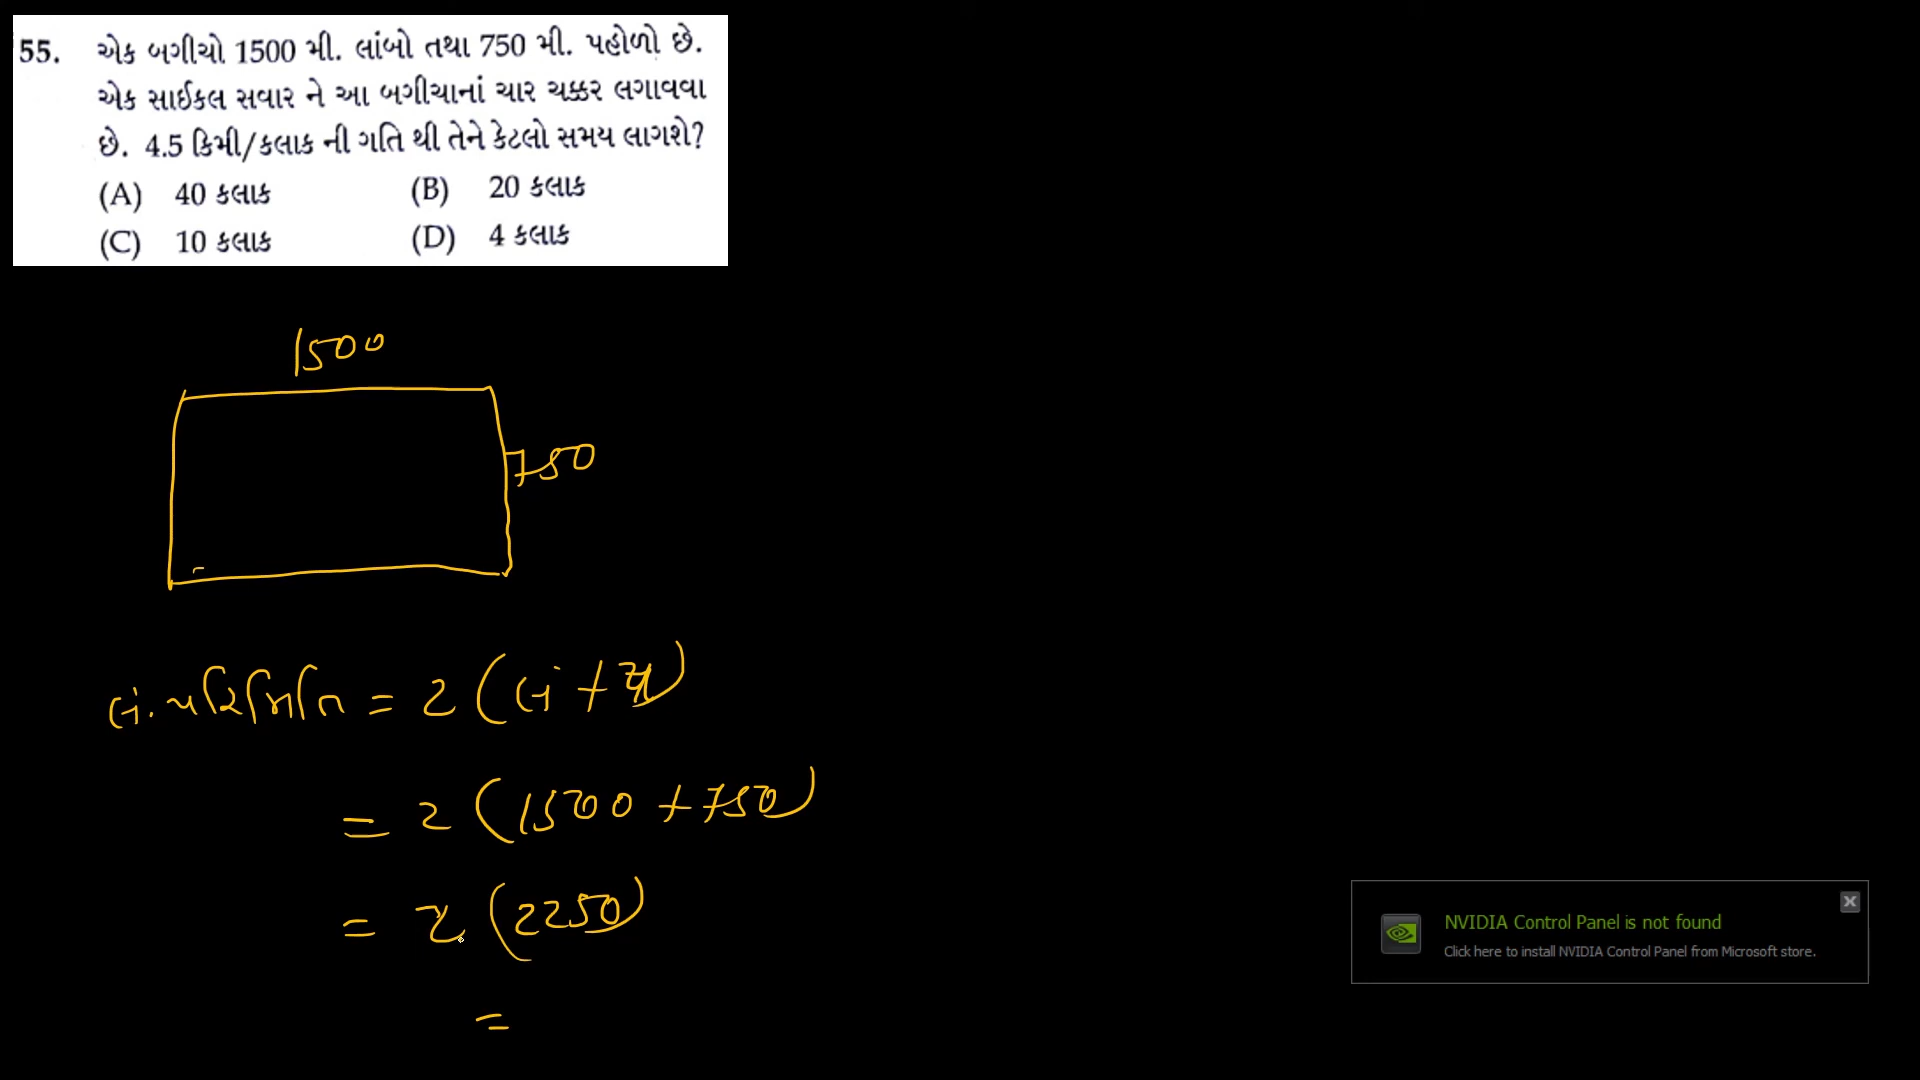 55. એક બગીચો 1500 મી. લાંબો તથા 750 મી. પહોળો છે.
એક સાઈકલ સવાર ને આ બગીચાનાં ચાર ચક્કર લગાવવા
છે. 4.5 કિમી/કલાક ની ગતિ થી તેને કેટલો સમય લાગશે?
(A) 40 કલાક (B) 20 કલાક
(C) 10 કલાક (D) 4 કલાક
1500
750
લં. પરિમિતિ = 2 (લં + પ)
= 2 (1500 + 750)
= 2 (2250)
=
NVIDIA Control Panel is not found
Click here to install NVIDIA Control Panel from Microsoft store.